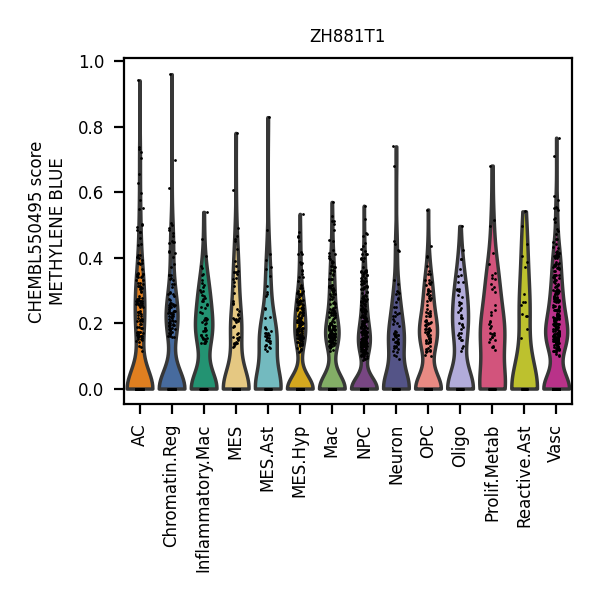 ZH881T1
CHEMBL550495 score
METHYLENE BLUE
1.0
0.8
0.6
0.4
0.2
0.0
AC
Chromatin.Reg
Inflammatory.Mac
MES
MES.Ast
MES.Hyp
Mac
NPC
Neuron
OPC
Oligo
Prolif.Metab
Reactive.Ast
Vasc